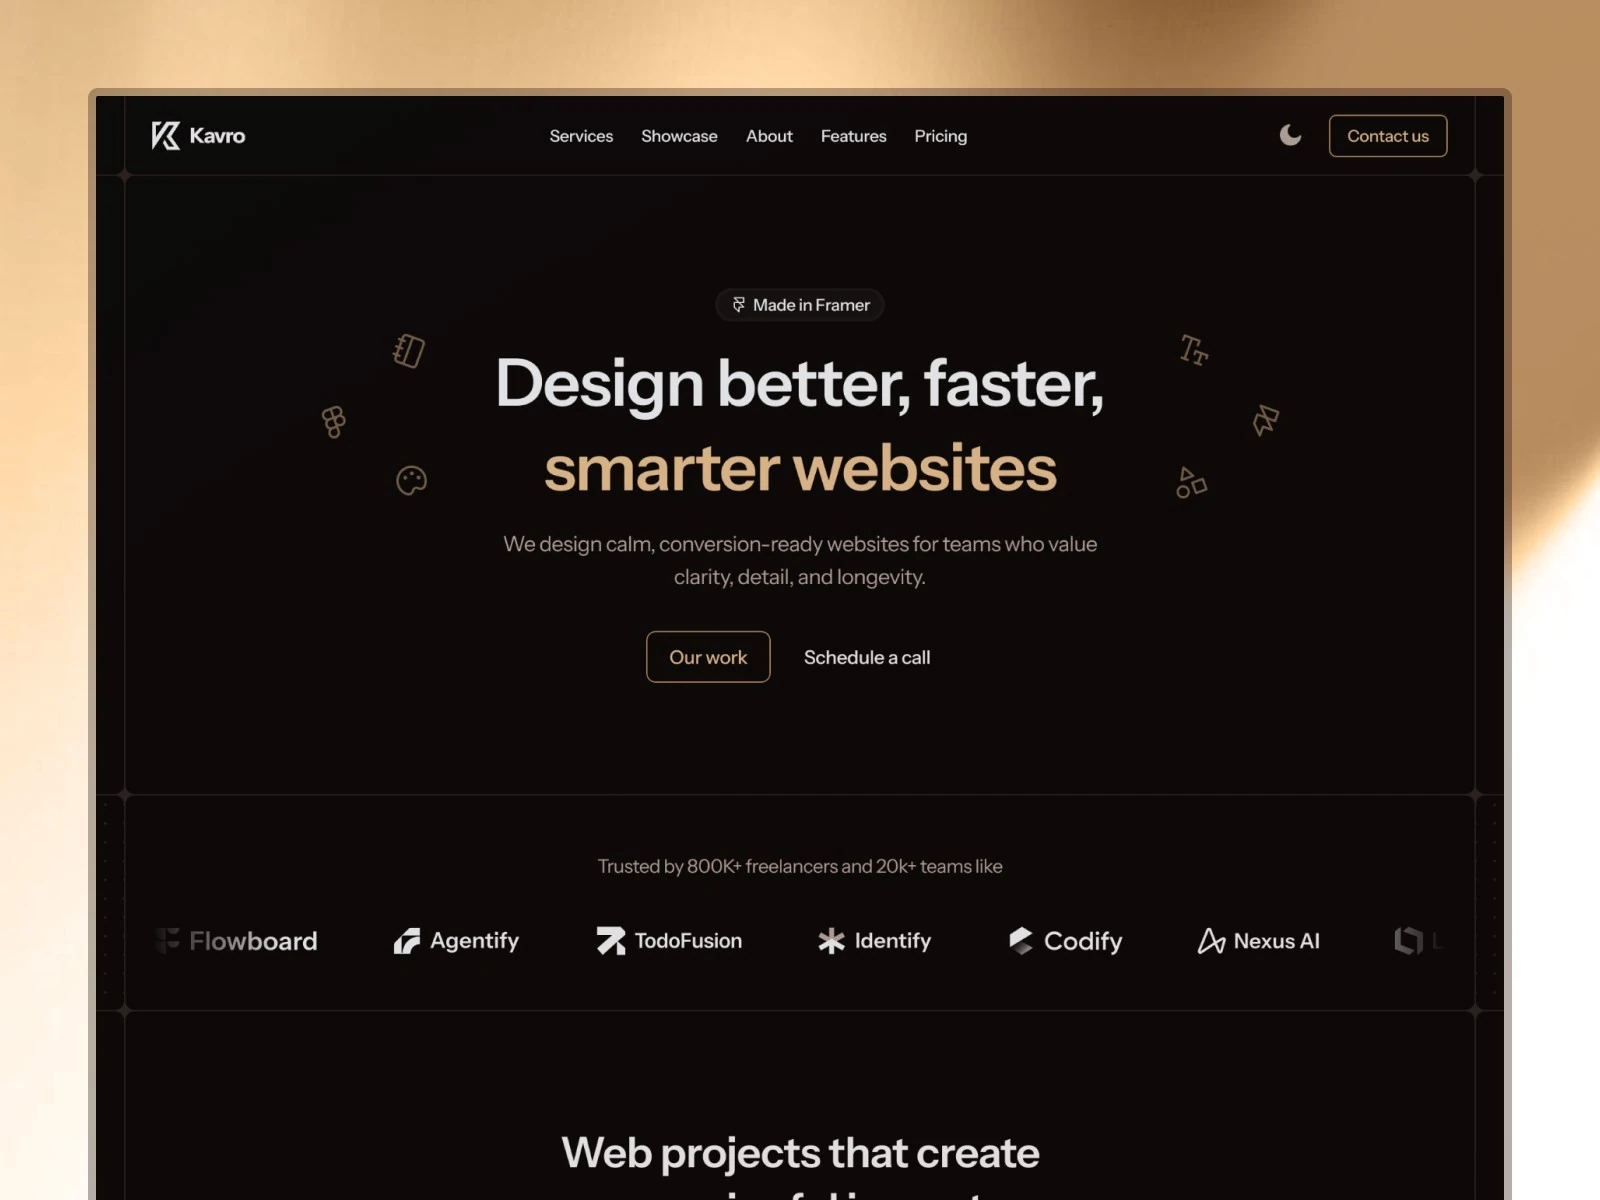 Kavro
Services Showcase About Features Pricing
Contact us
Made in Framer
Tt
Design better, faster,
smarter websites
We design calm, conversion-ready websites for teams who value
clarity, detail, and longevity.
Our work Schedule a call
Trusted by 800K+ freelancers and 20k+ teams like
Flowboard Agentify TodoFusion Identify Codify Nexus AI L
Web projects that create